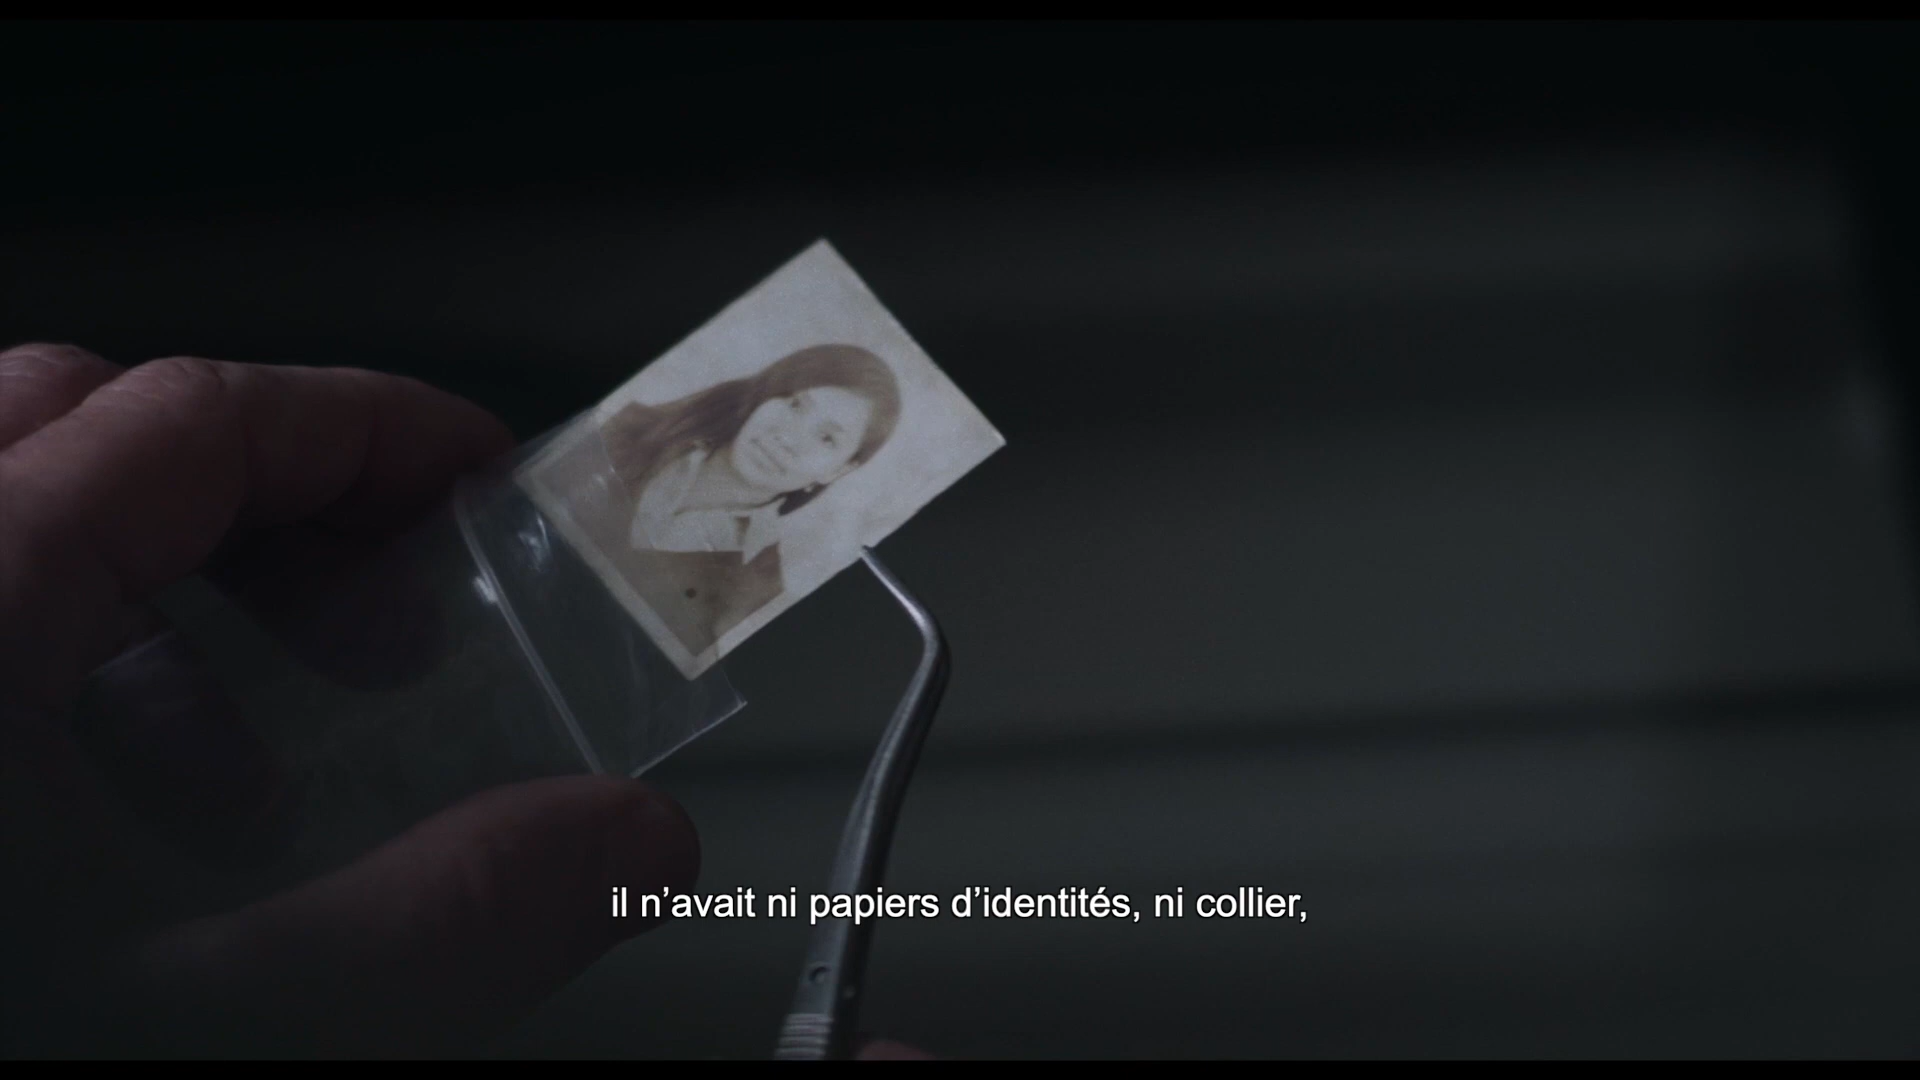 il n’avait ni papiers d’identités, ni collier,